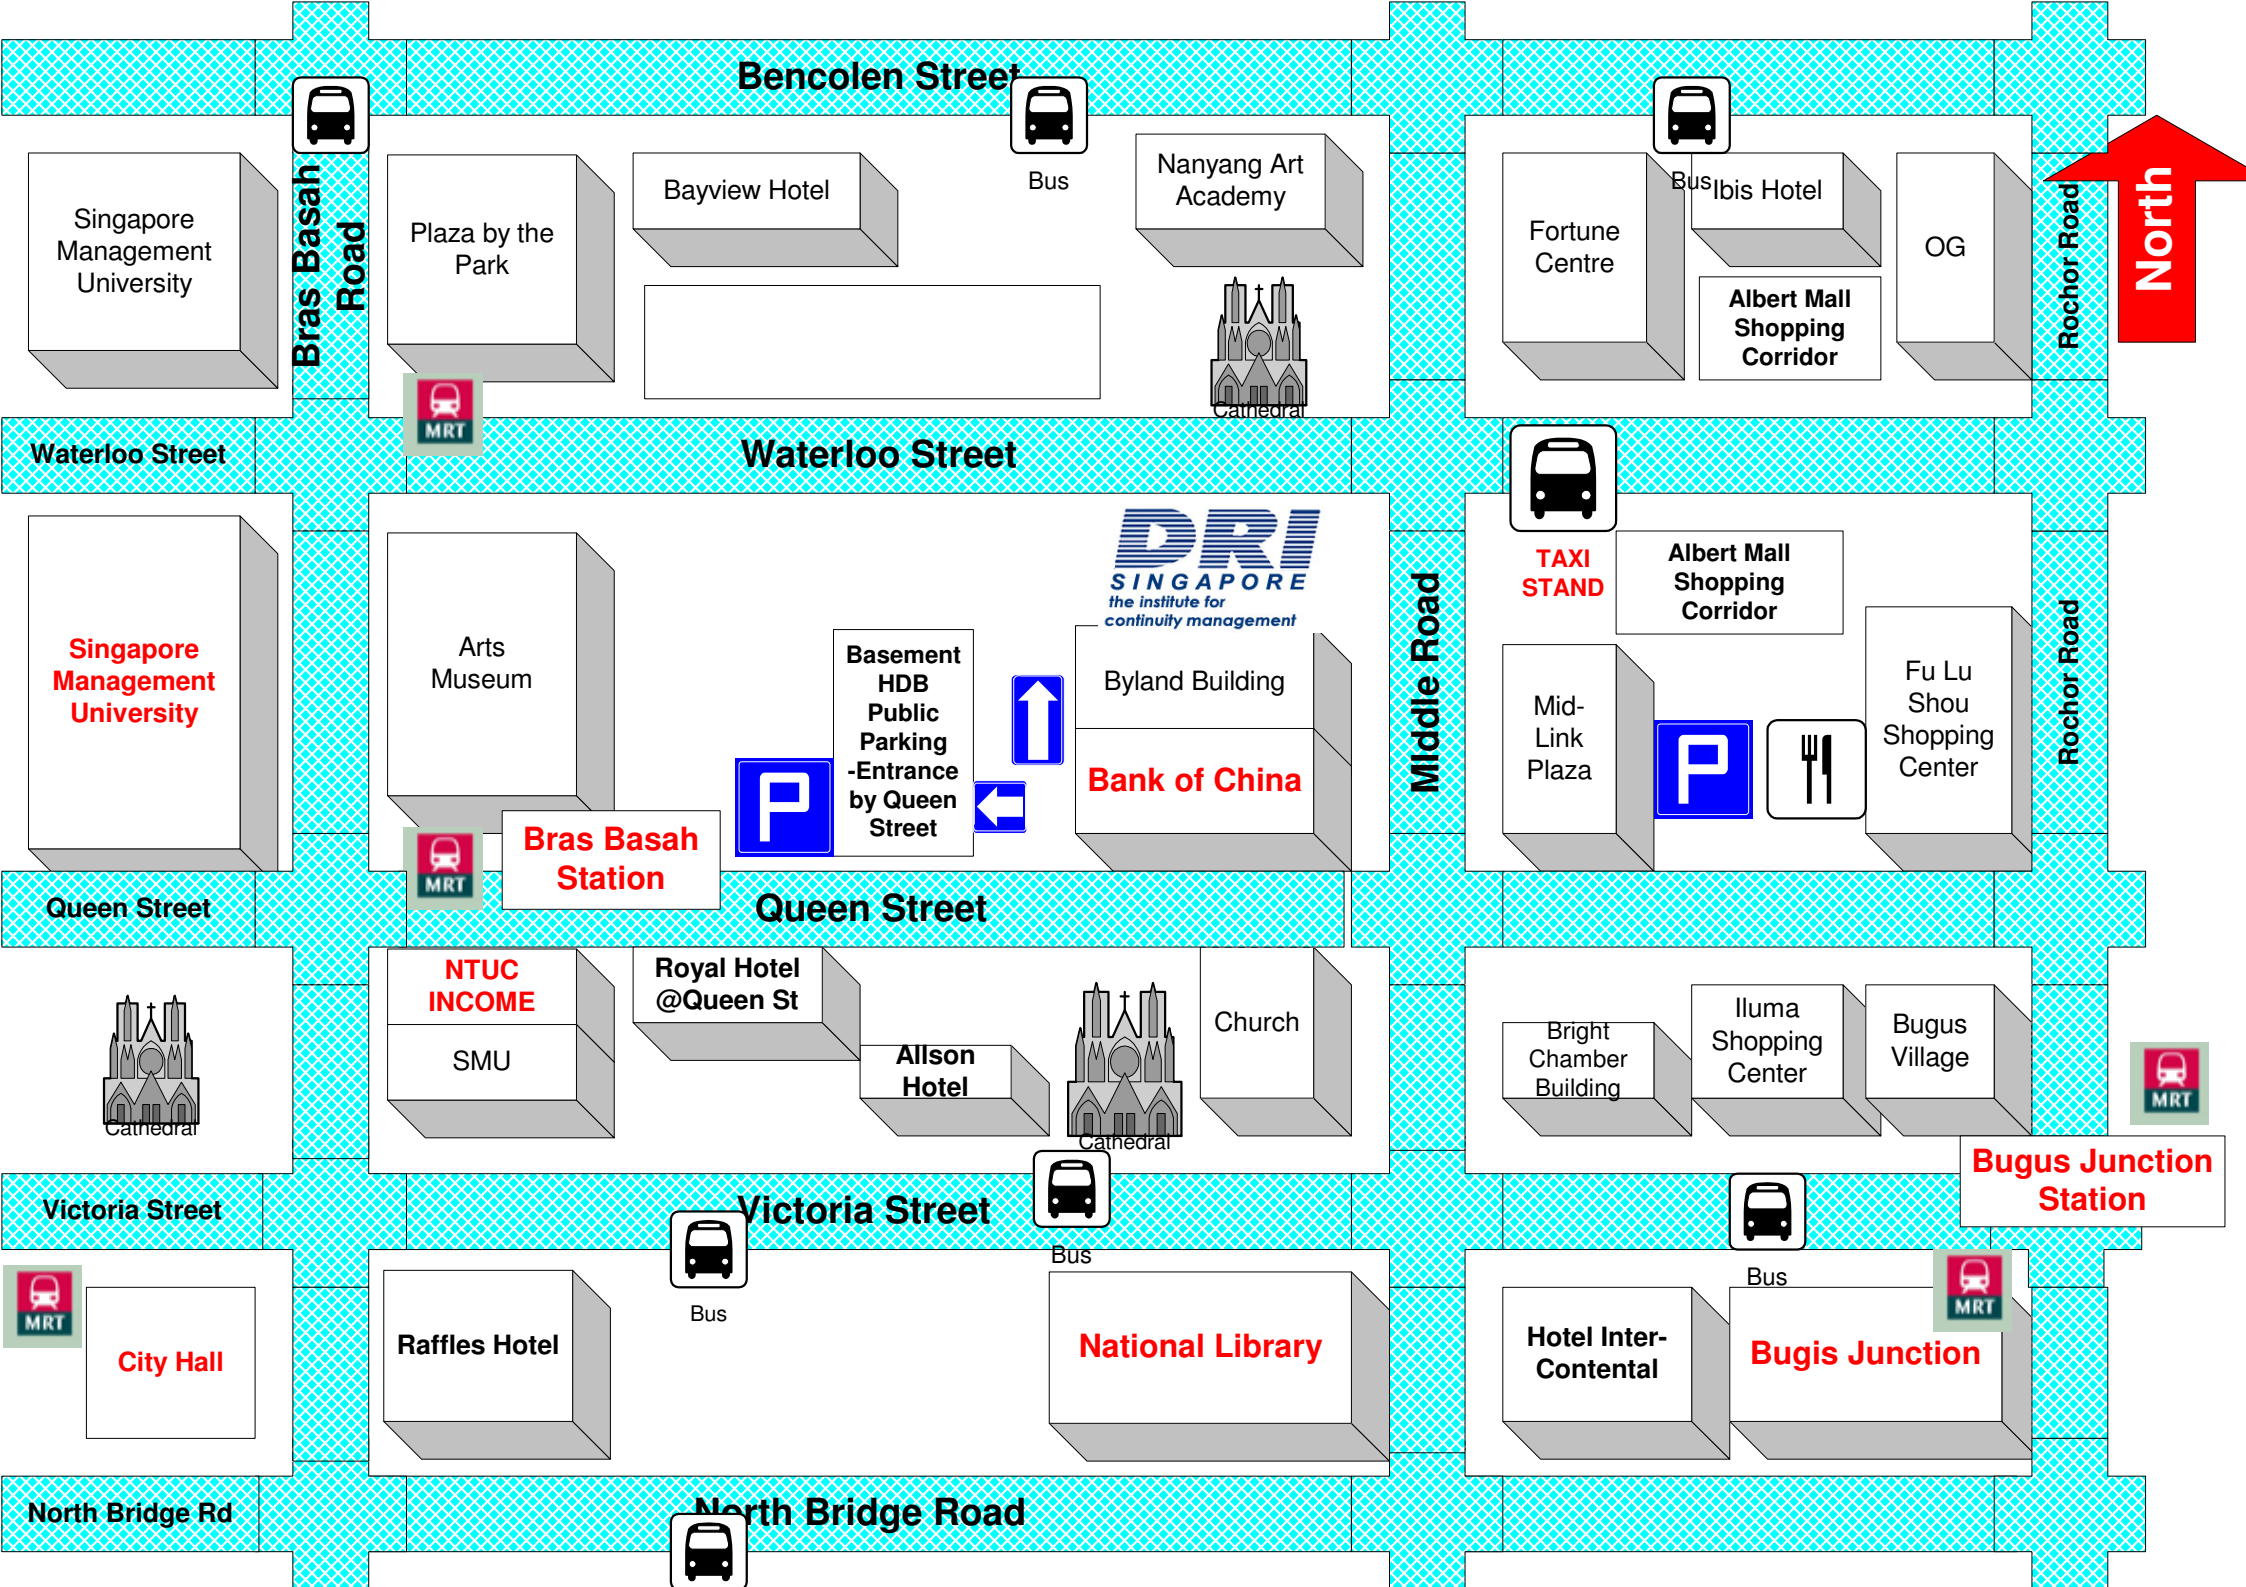 Bencolen Street
Bus
Bus
Singapore
Management
University
Bras Basah
Road
Plaza by the
Park
Bayview Hotel
Nanyang Art
Academy
Fortune
Centre
Ibis Hotel
OG
Albert Mall
Shopping
Corridor
Rochor Road
North
Cathedral
MRT
Waterloo Street
Waterloo Street
DRI
SINGAPORE
the institute for
continuity management
TAXI
STAND
Albert Mall
Shopping
Corridor
Singapore
Management
University
Arts
Museum
Basement
HDB
Public
Parking
-Entrance
by Queen
Street
P
Byland Building
Bank of China
MIddle Road
Mid-
Link
Plaza
P
Fu Lu
Shou
Shopping
Center
Rochor Road
MRT
Bras Basah
Station
Queen Street
Queen Street
Cathedral
NTUC
INCOME
SMU
Royal Hotel
@Queen St
Allson
Hotel
Cathedral
Church
Bright
Chamber
Building
Iluma
Shopping
Center
Bugus
Village
MRT
Bugus Junction
Station
Victoria Street
Victoria Street
Bus
Bus
Bus
MRT
City Hall
Raffles Hotel
National Library
Hotel Inter-
Contental
MRT
Bugis Junction
North Bridge Rd
North Bridge Road